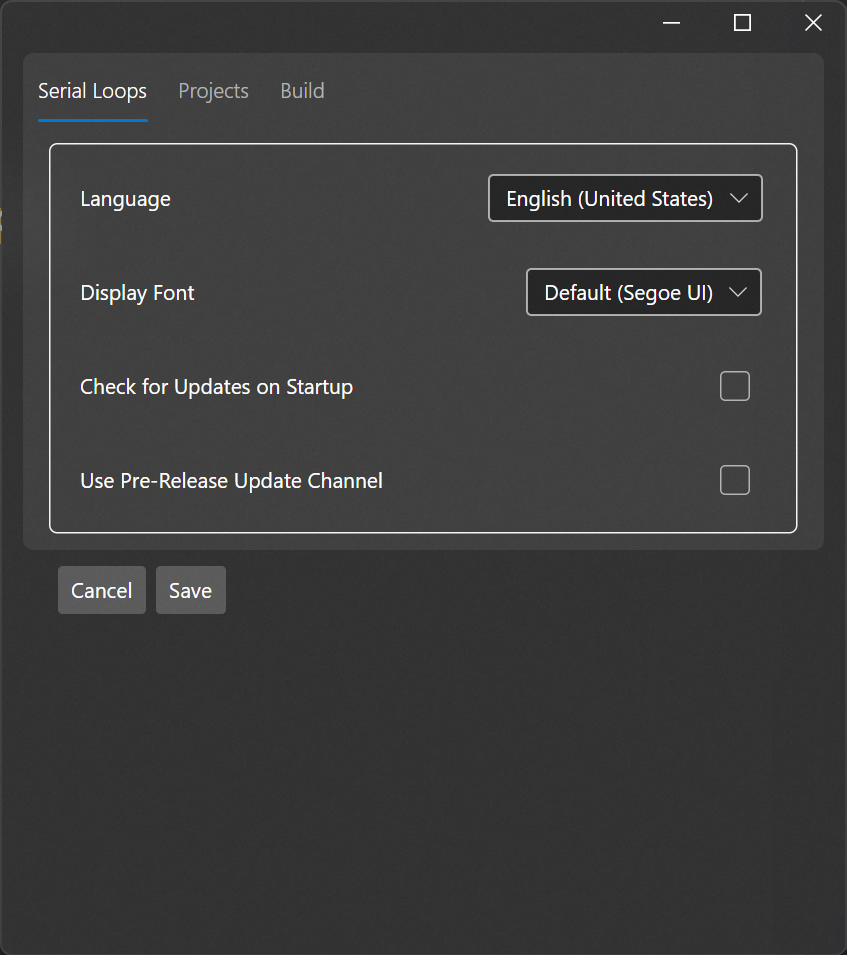 Serial Loops Projects Build
Language English (United States)
Display Font Default (Segoe UI)
Check for Updates on Startup
Use Pre-Release Update Channel
Cancel Save